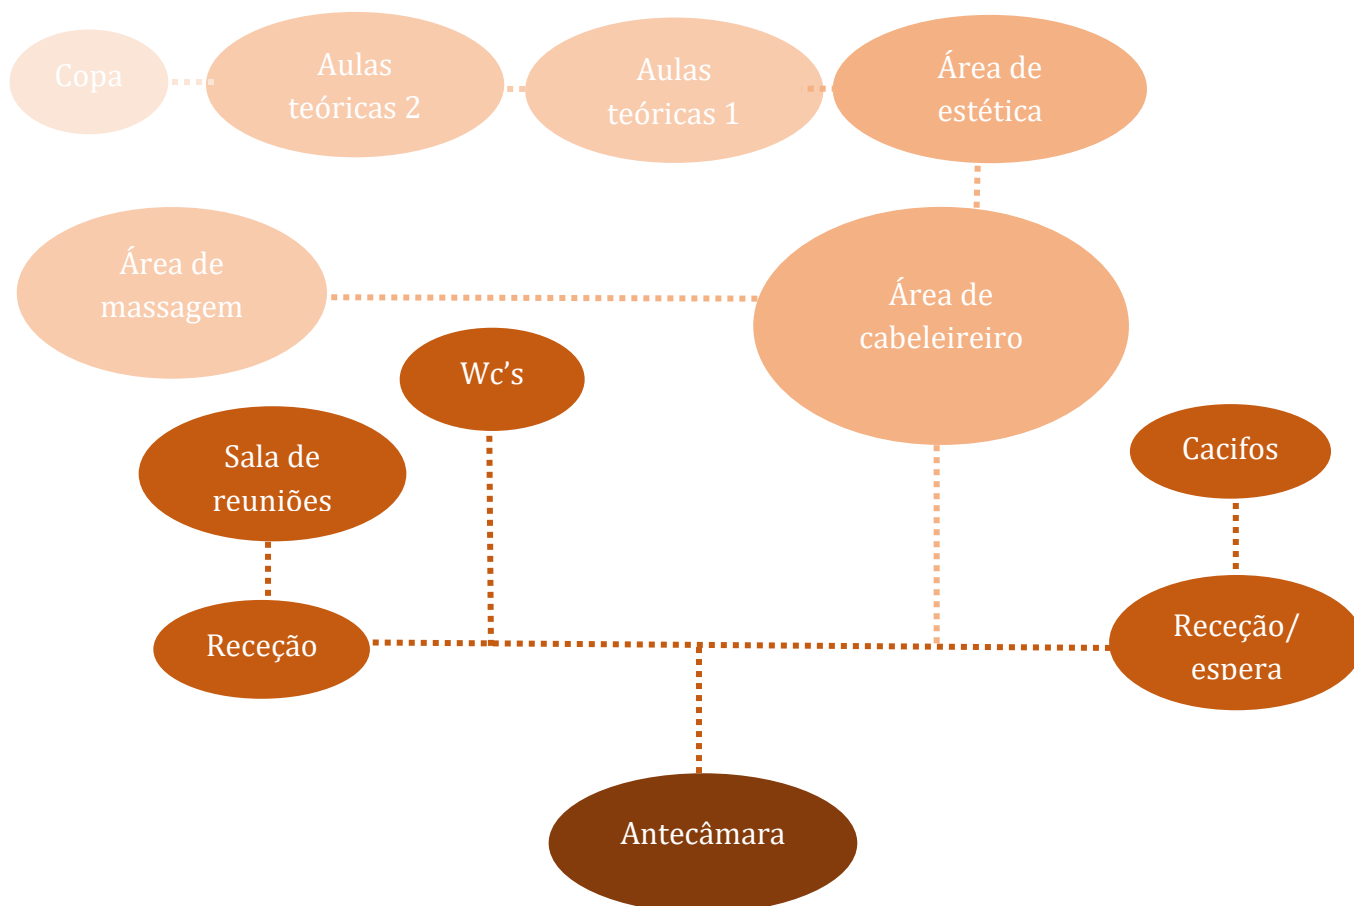 Copa
Aulas
teóricas 2
Aulas
teóricas 1
Área de
estética
Área de
massagem
Área de
cabeleireiro
Wc’s
Sala de
reuniões
Cacifos
Receção
Receção/
espera
Antecâmara